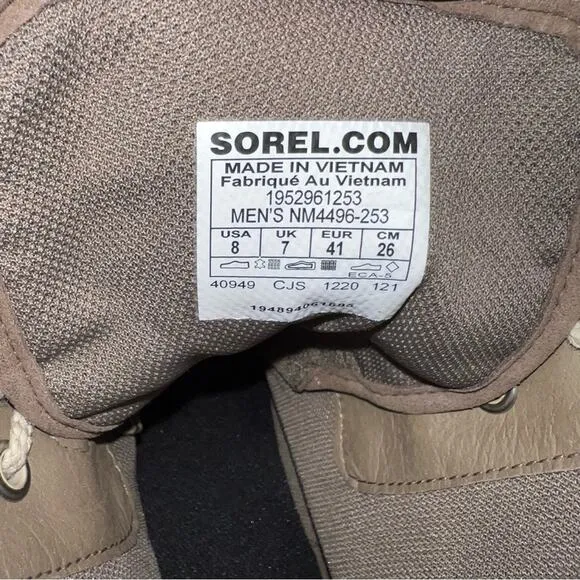 SOREL.COM
MADE IN VIETNAM
Fabriqué Au Vietnam
1952961253
MEN'S NM4496-253
USA UK EUR CM
8 7 41 26
ECA-5
40949 CJS 1220 121